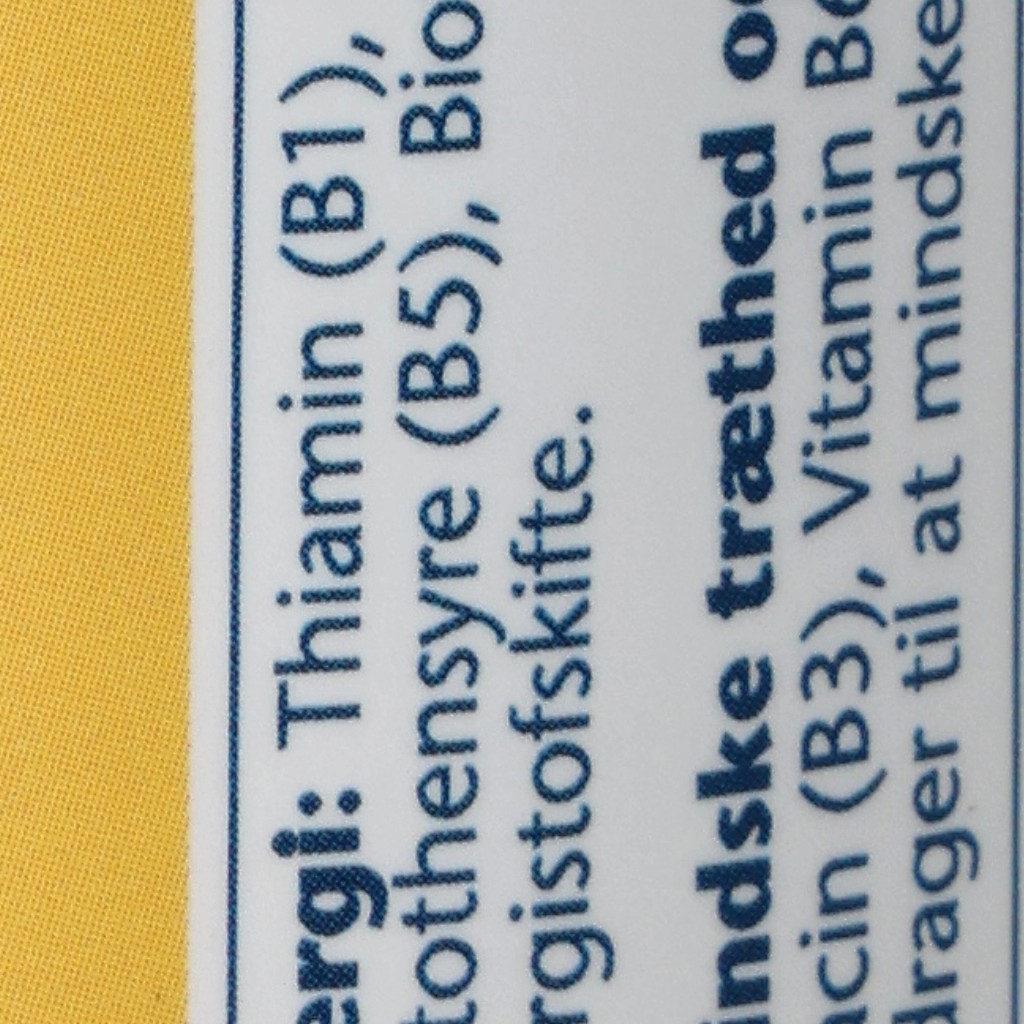 ergi: Thiamin (B1),
tothensyre (B5), Bio
rgistofskifte.
indske træthed o
acin (B3), Vitamin B
drager til at mindske